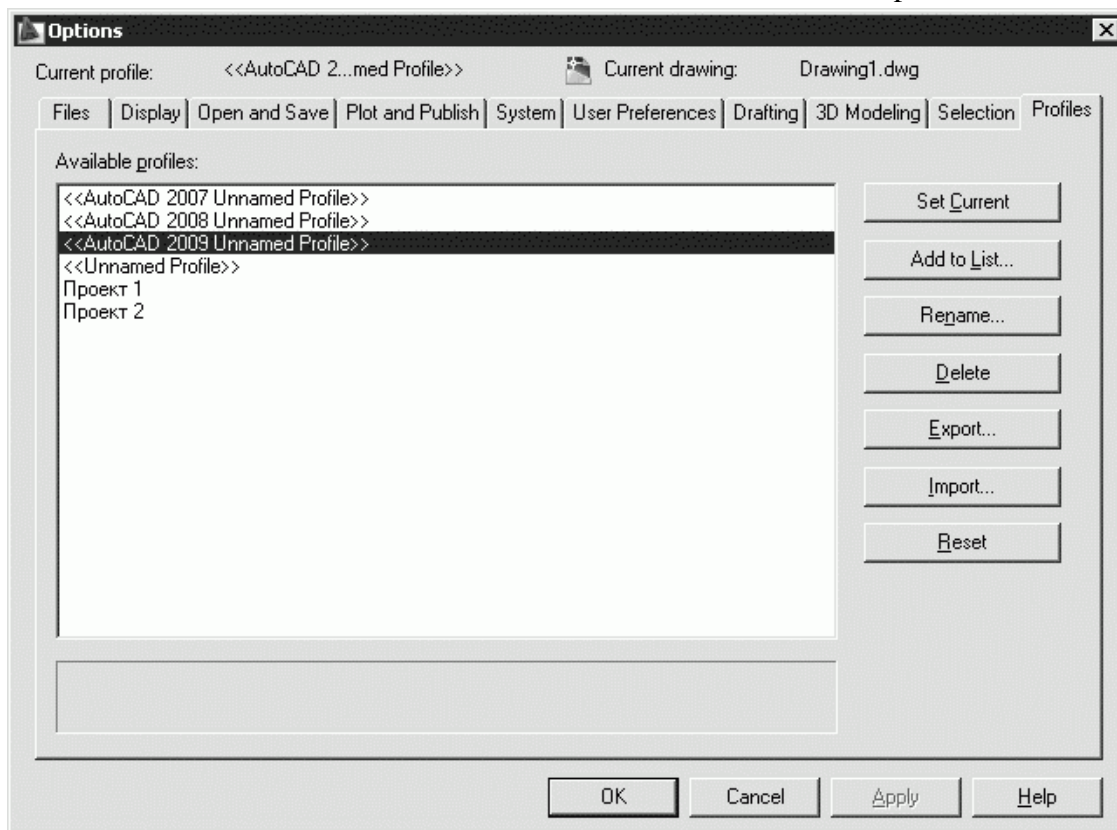 Options
Current profile: <<AutoCAD 2...med Profile>> Current drawing: Drawing1.dwg
Files Display Open and Save Plot and Publish System User Preferences Drafting 3D Modeling Selection Profiles
Available profiles:
<<AutoCAD 2007 Unnamed Profile>>
<<AutoCAD 2008 Unnamed Profile>>
<<AutoCAD 2009 Unnamed Profile>>
<<Unnamed Profile>>
Проект 1
Проект 2
Set Current
Add to List...
Rename...
Delete
Export...
Import...
Reset
OK Cancel Apply Help